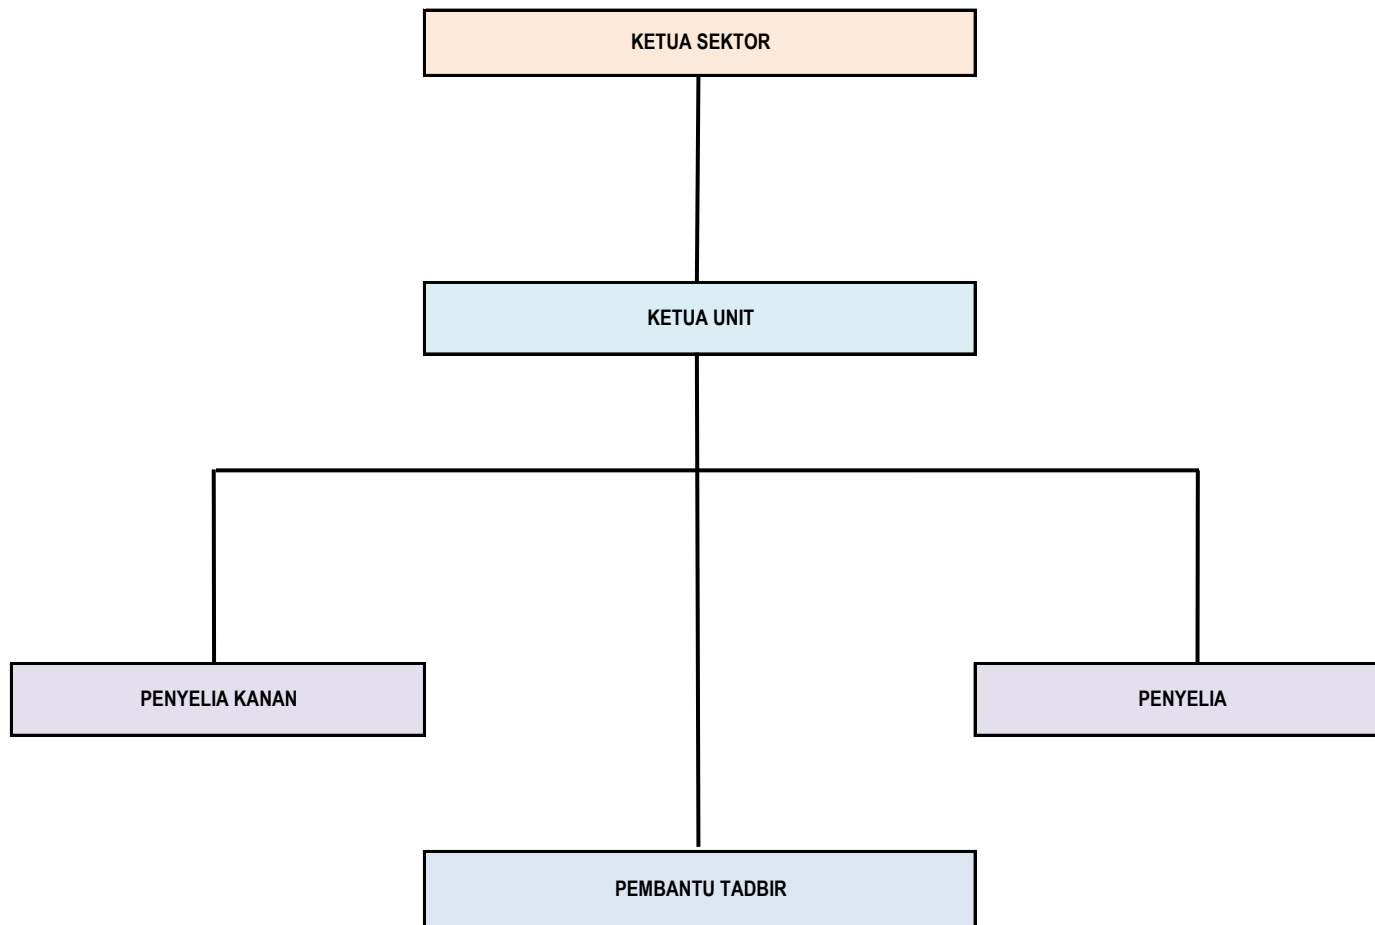 KETUA SEKTOR
KETUA UNIT
PENYELIA KANAN
PENYELIA
PEMBANTU TADBIR